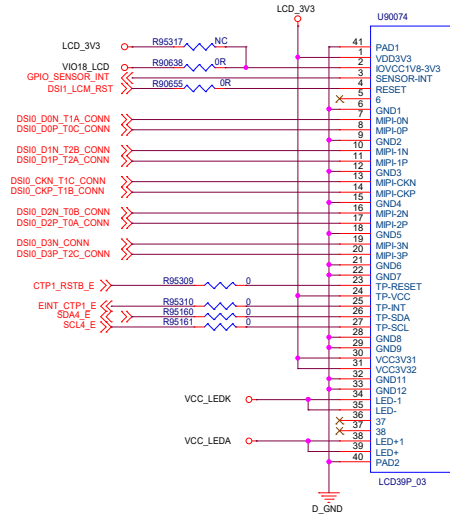 LCD_3V3 U90074
LCD_3V3 R95317 NC 41 PAD1
1 VDD3V3
VIO18_LCD R90638 0R 2 IOVCC1V8-3V3
GPIO_SENSOR_INT 3 SENSOR-INT
DSI1_LCM_RST R90655 0R 4 RESET
5 6
6 GND1
DSI0_D0N_T1A_CONN 7 MIPI-0N
DSI0_D0P_T0C_CONN 8 MIPI-0P
9 GND2
DSI0_D1N_T2B_CONN 10 MIPI-1N
DSI0_D1P_T2A_CONN 11 MIPI-1P
12 GND3
DSI0_CKN_T1C_CONN 13 MIPI-CKN
DSI0_CKP_T1B_CONN 14 MIPI-CKP
15 GND4
DSI0_D2N_T0B_CONN 16 MIPI-2N
DSI0_D2P_T0A_CONN 17 MIPI-2P
18 GND5
DSI0_D3N_CONN 19 MIPI-3N
DSI0_D3P_T2C_CONN 20 MIPI-3P
21 GND6
22 GND7
CTP1_RSTB_E R95309 0 23 TP-RESET
24 TP-VCC
EINT_CTP1_E R95310 0 25 TP-INT
SDA4_E R95160 0 26 TP-SDA
SCL4_E R95161 0 27 TP-SCL
28 GND8
29 GND9
30 VCC3V31
31 VCC3V32
32 GND11
33 GND12
VCC_LEDK 34 LED-1
35 LED-
36 37
37 38
VCC_LEDA 38 LED+1
39 LED+
40 PAD2
LCD39P_03
D_GND